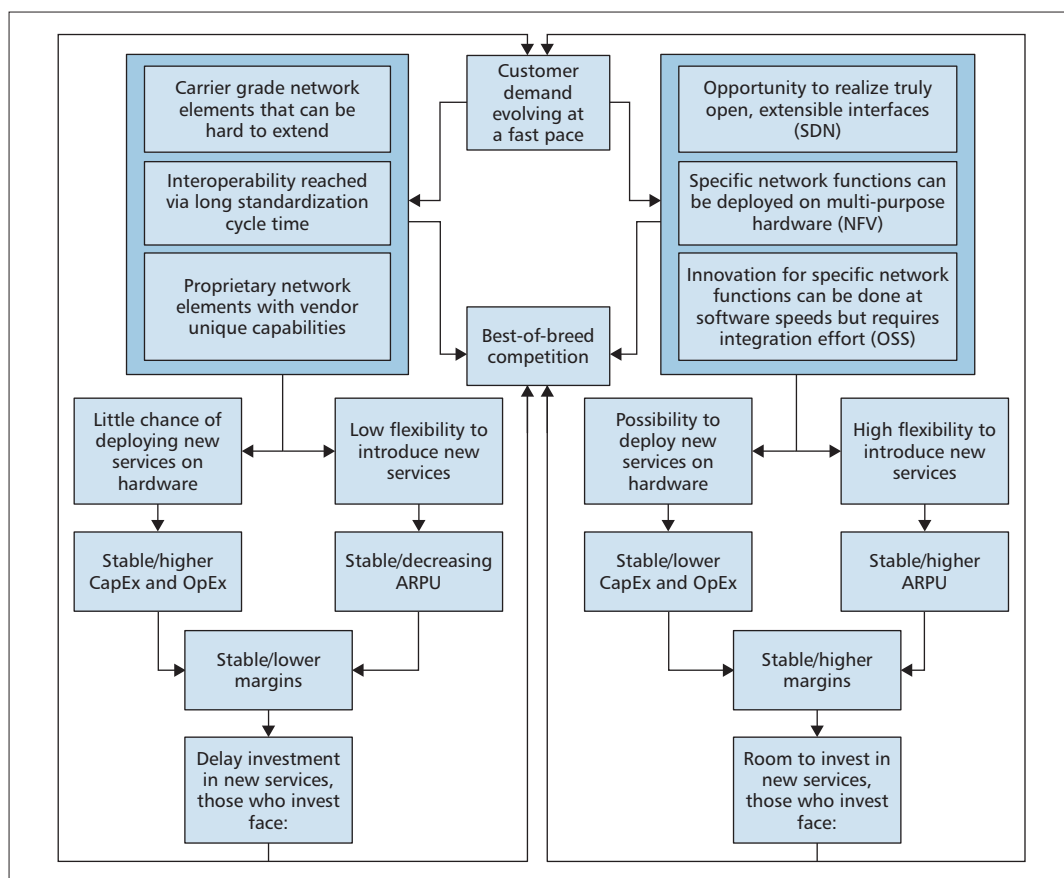 Carrier grade network
elements that can be
hard to extend
Interoperability reached
via long standardization
cycle time
Proprietary network
elements with vendor
unique capabilities
Customer
demand
evolving at
a fast pace
Opportunity to realize truly
open, extensible interfaces
(SDN)
Specific network functions can
be deployed on multi-purpose
hardware (NFV)
Innovation for specific network
functions can be done at
software speeds but requires
integration effort (OSS)
Best-of-breed
competition
Little chance of
deploying new
services on
hardware
Low flexibility to
introduce new
services
Possibility to
deploy new
services on
hardware
High flexibility to
introduce new
services
Stable/higher
CapEx and OpEx
Stable/decreasing
ARPU
Stable/lower
CapEx and OpEx
Stable/higher
ARPU
Stable/lower
margins
Stable/higher
margins
Delay investment
in new services,
those who invest
face:
Room to invest in
new services,
those who invest
face: